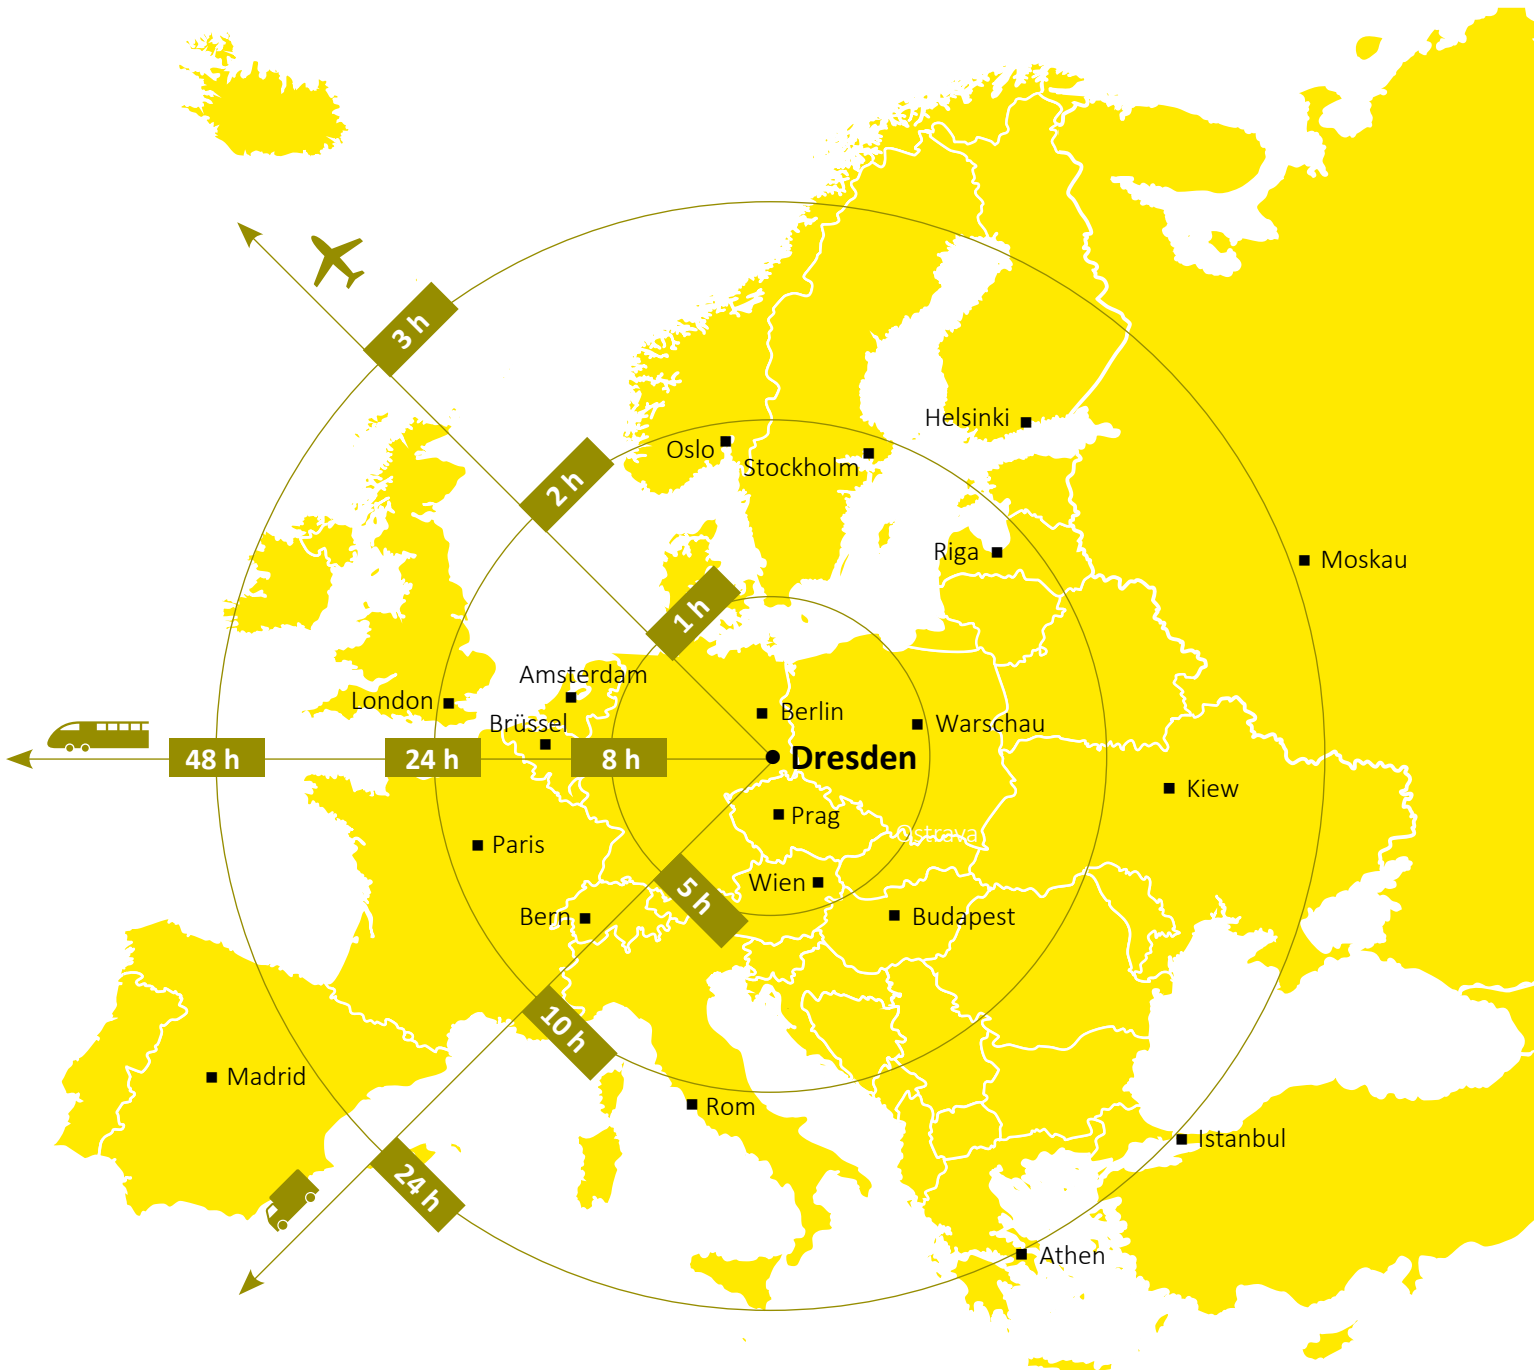 3 h
Helsinki
Oslo
Stockholm
2 h
Riga
Moskau
1 h
Amsterdam
London
Berlin
Brüssel
Warschau
48 h
24 h
8 h
Dresden
Kiew
Prag
Ostrava
Paris
Wien
5 h
Bern
Budapest
10 h
Madrid
Rom
Istanbul
24 h
Athen